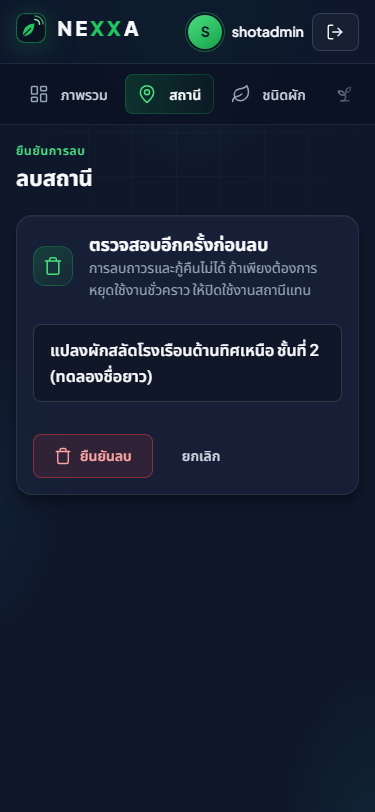 NEXXA
S
shotadmin
ภาพรวม
สถานี
ชนิดผัก
ยืนยันการลบ
ลบสถานี
ตรวจสอบอีกครั้งก่อนลบ
การลบถาวรและกู้คืนไม่ได้ ถ้าเพียงต้องการ
หยุดใช้งานชั่วคราว ให้ปิดใช้งานสถานีแทน
แปลงผักสลัดโรงเรือนด้านทิศเหนือ ชั้นที่ 2
(ทดลองชื่อยาว)
ยืนยันลบ
ยกเลิก